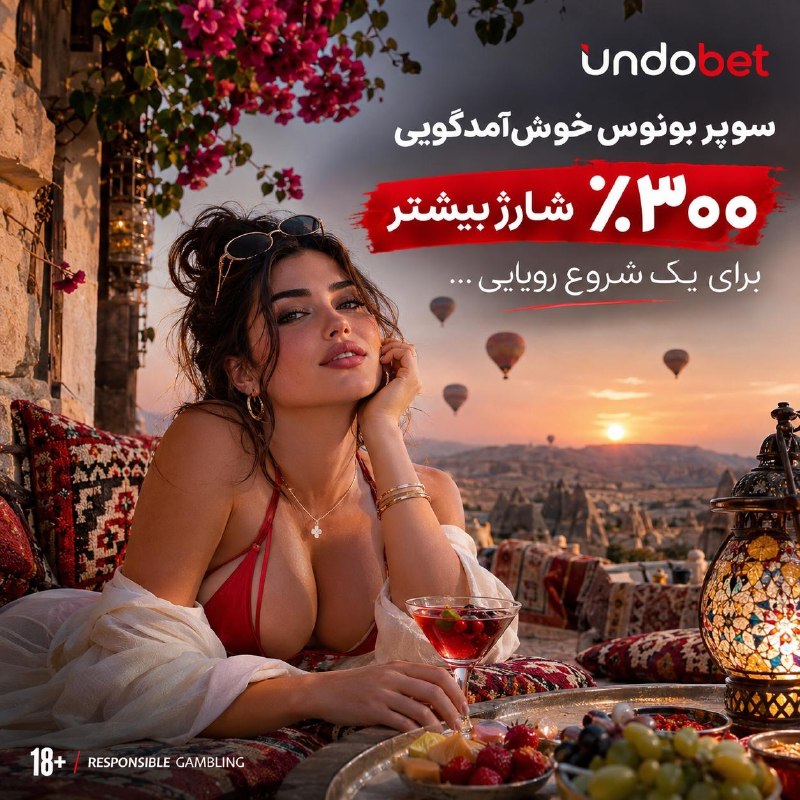 undobet
سوپر بونوس خوش‌آمدگویی
٪۳۰۰ شارژ بیشتر
برای یک شروع رویایی ...
18+ / RESPONSIBLE GAMBLING